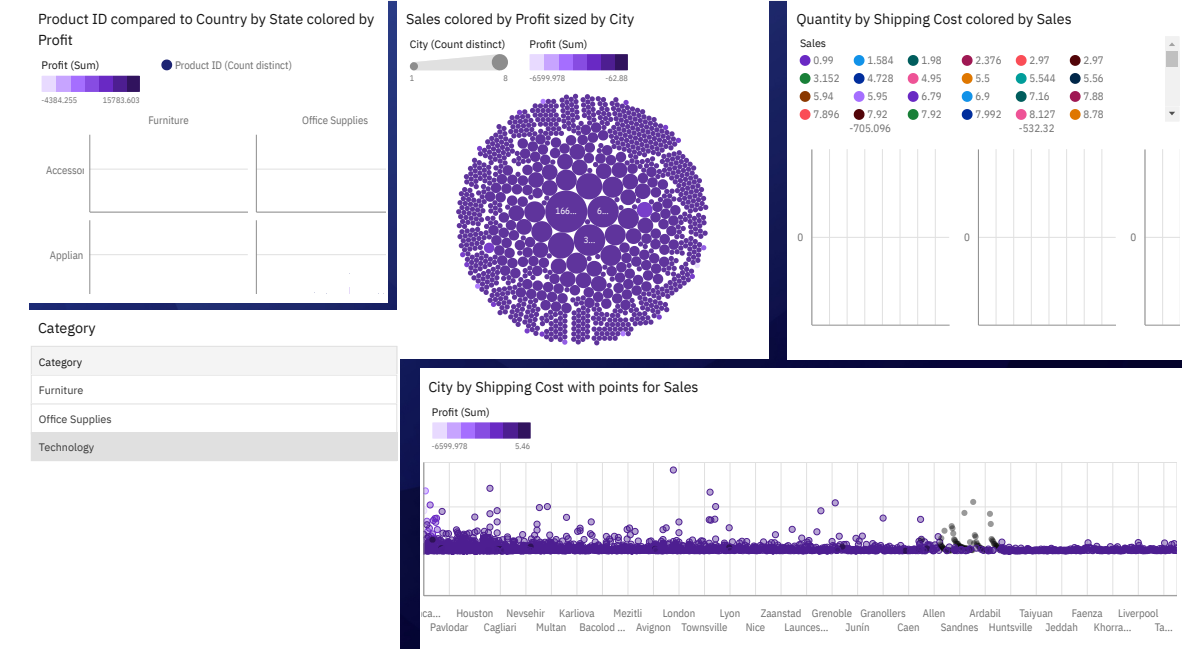 Product ID compared to Country by State colored by
Profit
Profit (Sum)
Product ID (Count distinct)
-4384.255 15783.603
Furniture Office Supplies
Accessor
Applian
Sales colored by Profit sized by City
City (Count distinct) Profit (Sum)
1 8 -6599.978 -62.88
166... 6...
3...
Quantity by Shipping Cost colored by Sales
Sales
0.99 1.584 1.98 2.376 2.97 2.97
3.152 4.728 4.95 5.5 5.544 5.56
5.94 5.95 6.79 6.9 7.16 7.88
7.896 7.92 7.92 7.992 8.127 8.78
-705.096 -532.32
0 0 0
Category
Category
Furniture
Office Supplies
Technology
City by Shipping Cost with points for Sales
Profit (Sum)
-6599.978 5.46
ca... Houston Nevsehir Karliova Mezitli London Lyon Zaanstad Grenoble Granollers Allen Ardabil Taiyuan Faenza Liverpool
Pavlodar Cagliari Multan Bacolod ... Avignon Townsville Nice Launces... Junín Caen Sandnes Huntsville Jeddah Khorra... Ta...